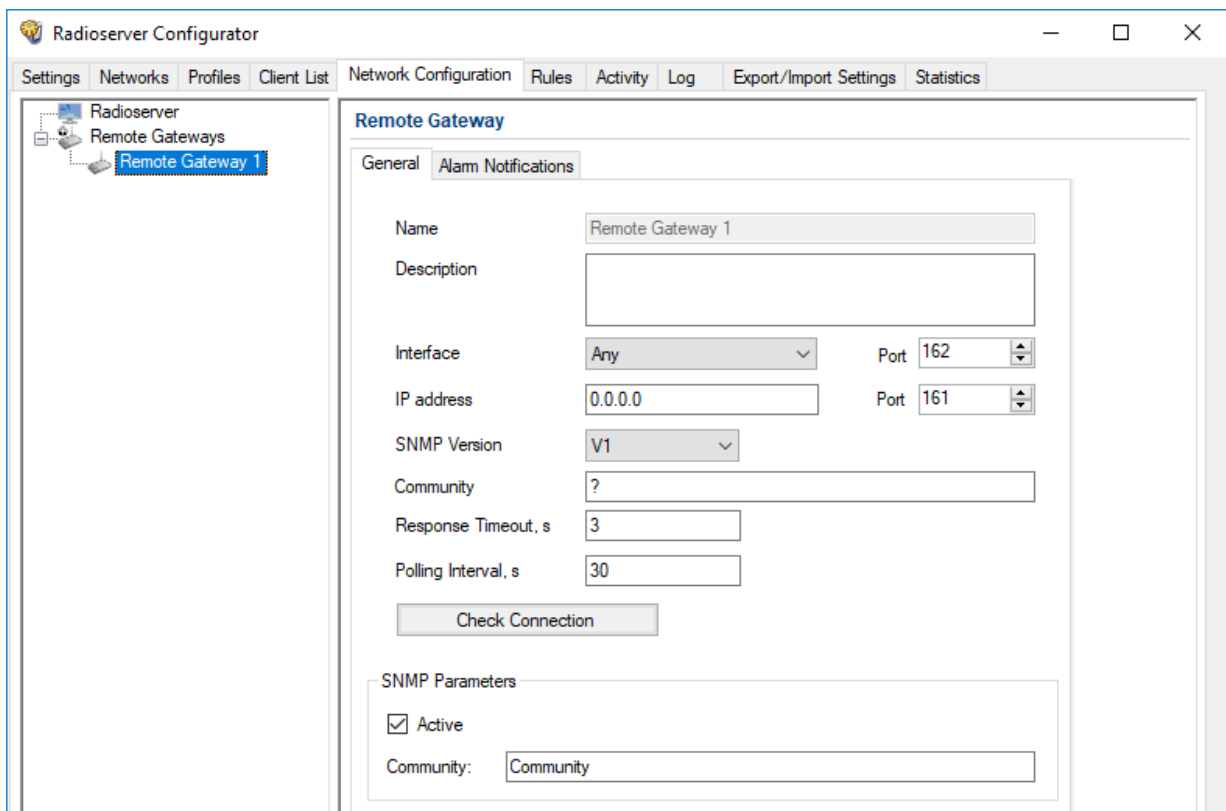 Radioserver Configurator
Settings Networks Profiles Client List Network Configuration Rules Activity Log Export/Import Settings Statistics
Radioserver
Remote Gateways
Remote Gateway 1
Remote Gateway
General Alarm Notifications
Name Remote Gateway 1
Description
Interface Any Port 162
IP address 0.0.0.0 Port 161
SNMP Version V1
Community ?
Response Timeout, s 3
Polling Interval, s 30
Check Connection
SNMP Parameters
Active
Community: Community